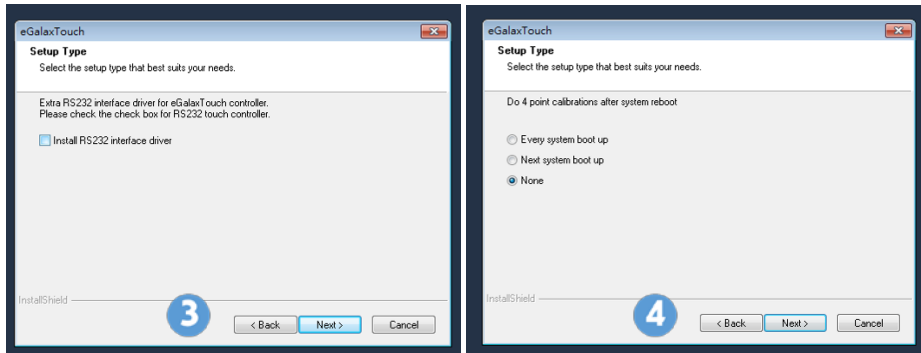 eGalaxTouch
Setup Type
Select the setup type that best suits your needs.
Extra RS232 interface driver for eGalaxTouch controller.
Please check the check box for RS232 touch controller.
Install RS232 interface driver
InstallShield
3
< Back
Next >
Cancel
eGalaxTouch
Setup Type
Select the setup type that best suits your needs.
Do 4 point calibrations after system reboot
Every system boot up
Next system boot up
None
InstallShield
4
< Back
Next >
Cancel